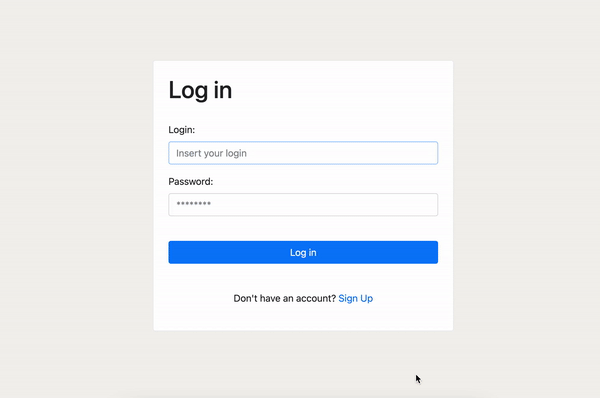 Log in
Login:
Insert your login
Password:
********
Log in
Don't have an account? Sign Up